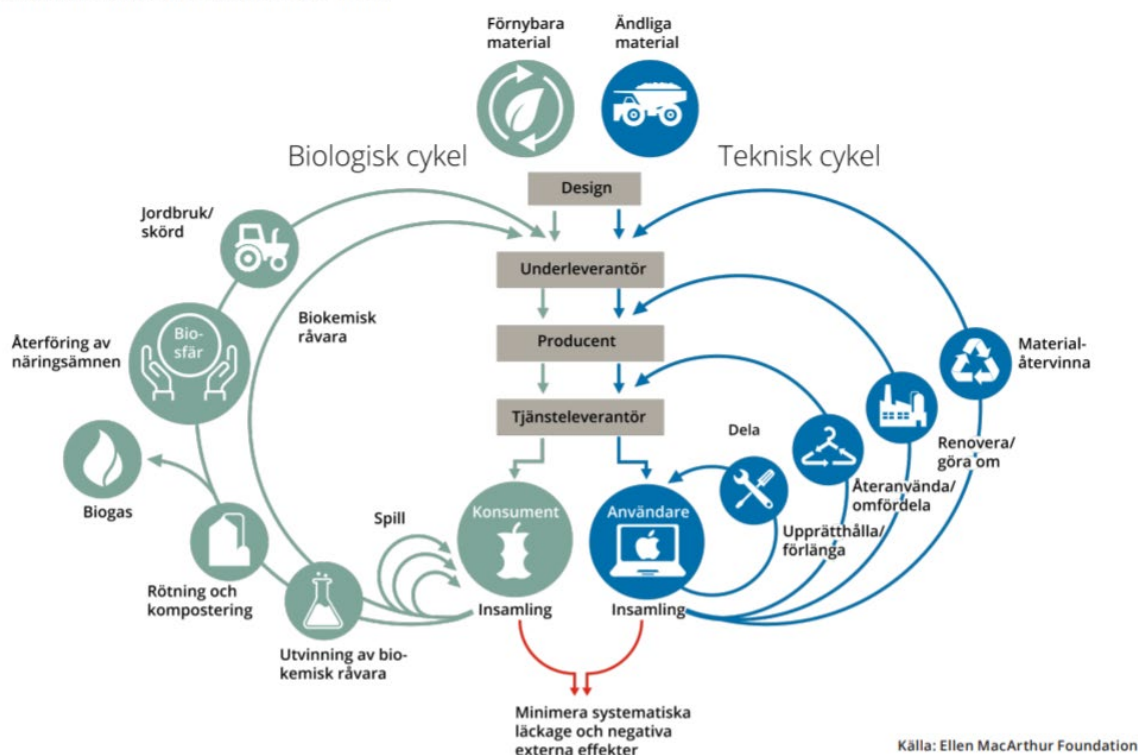 Förnybara
material
Ändliga
material
Biologisk cykel
Teknisk cykel
Design
Jordbruk/
skörd
Underleverantör
Biokemisk
råvara
Bio-
sfär
Återföring av
näringsämnen
Producent
Material-
återvinna
Tjänsteleverantör
Dela
Renovera/
göra om
Återanvända/
omfördela
Biogas
Spill
Konsument
Användare
Upprätthålla/
förlänga
Rötning och
kompostering
Insamling
Insamling
Utvinning av bio-
kemisk råvara
Minimera systematiska
läckage och negativa
externa effekter
Källa: Ellen MacArthur Foundation